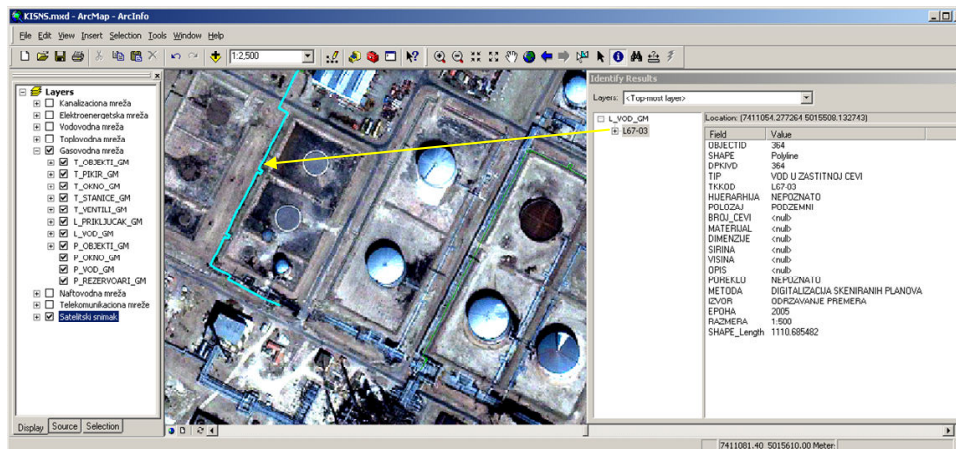 KISNS.mxd - ArcMap - ArcInfo
File Edit View Insert Selection Tools Window Help
1:2,500
Layers
Kanalizaciona mreža
Elektroenergetska mreža
Vodovodna mreža
Toplovodna mreža
Gasovodna mreža
T_OBJEKTI_GM
T_PIKIR_GM
T_OKNO_GM
T_STANICE_GM
T_VENTILI_GM
L_PRIKLJUCAK_GM
L_VOD_GM
P_OBJEKTI_GM
P_OKNO_GM
P_VOD_GM
P_REZERVOARI_GM
Naftovodna mreža
Telekomunikaciona mreže
Satelitski snimak
Display Source Selection
Identify Results
Layers: <Top-most layer>
L_VOD_GM
L67-03
Location: (7411054.277264 5015508.132743)
Field Value
OBJECTID 364
SHAPE Polyline
DPKIVD 364
TIP VOD U ZASTITNOJ CEVI
TKKOD L67-03
HIJERARHIJA NEPOZNATO
POLOZAJ PODZEMNI
BROJ_CEVI <null>
MATERIJAL <null>
DIMENZIJE <null>
SIRINA <null>
VISINA <null>
OPIS <null>
POREKLO NEPOZNATO
METODA DIGITALIZACIJA SKENIRANIH PLANOVA
IZVOR ODRZAVANJE PREMERA
EPOHA 2005
RAZMERA 1:500
SHAPE_Length 1110.685482
7411081.40 5015610.00 Meter